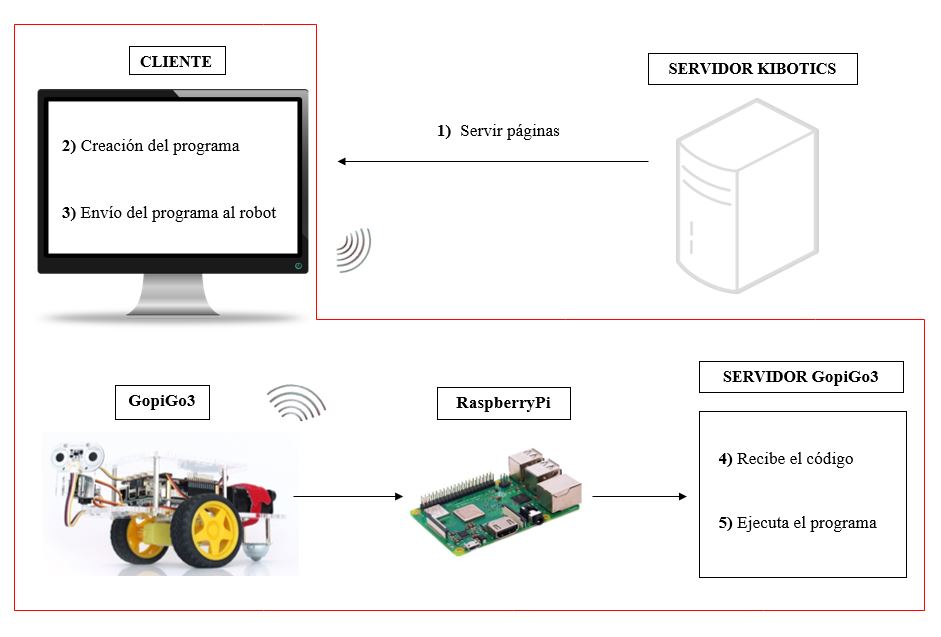 CLIENTE
SERVIDOR KIBOTICS
1) Servir páginas
2) Creación del programa
3) Envío del programa al robot
GopiGo3
RaspberryPi
SERVIDOR GopiGo3
4) Recibe el código
5) Ejecuta el programa